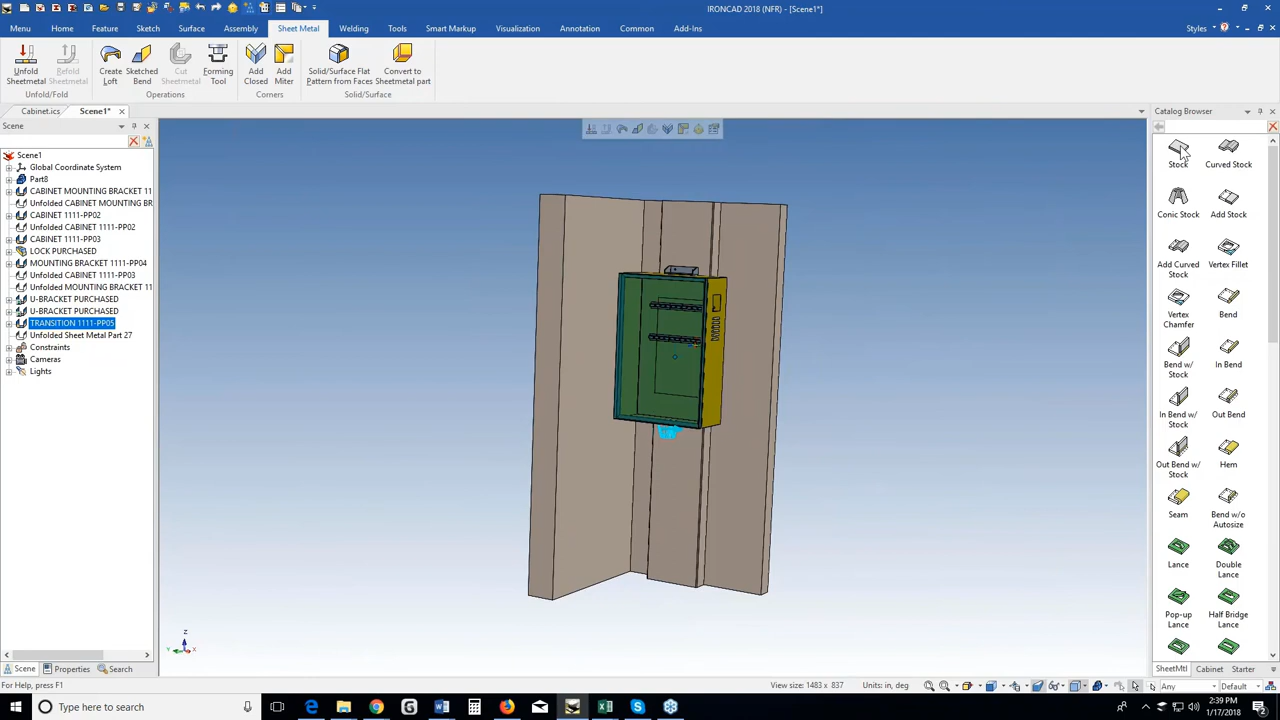 IRONCAD 2018 (NFR) - [Scene1*]
Menu Home Feature Sketch Surface Assembly Sheet Metal Welding Tools Smart Markup Visualization Annotation Common Add-Ins Styles
Unfold Sheetmetal
Refold Sheetmetal
Create Loft
Sketched Bend
Cut Sheetmetal
Forming Tool
Add Closed
Add Miter
Solid/Surface Flat Pattern from Faces
Convert to Sheetmetal part
Unfold/Fold Operations Corners Solid/Surface
Cabinet.ics Scene1*
Scene
Scene1
Global Coordinate System
Part8
CABINET MOUNTING BRACKET 11
Unfolded CABINET MOUNTING BR
CABINET 1111-PP02
Unfolded CABINET 1111-PP02
CABINET 1111-PP03
LOCK PURCHASED
MOUNTING BRACKET 1111-PP04
Unfolded CABINET 1111-PP03
Unfolded MOUNTING BRACKET 11
U-BRACKET PURCHASED
U-BRACKET PURCHASED
TRANSITION 1111-PP05
Unfolded Sheet Metal Part 27
Constraints
Cameras
Lights
Scene Properties Search
z
Y
X
Catalog Browser
Stock Curved Stock
Conic Stock Add Stock
Add Curved Stock
Vertex Fillet
Vertex Chamfer
Bend
Bend w/ Stock
In Bend
In Bend w/ Stock
Out Bend
Out Bend w/ Stock
Hem
Seam
Bend w/o Autosize
Lance
Double Lance
Pop-up Lance
Half Bridge Lance
SheetMtl Cabinet Starter
For Help, press F1
View size: 1483 x 837 Units: in, deg
Any Default
Type here to search
2:39 PM
1/17/2018